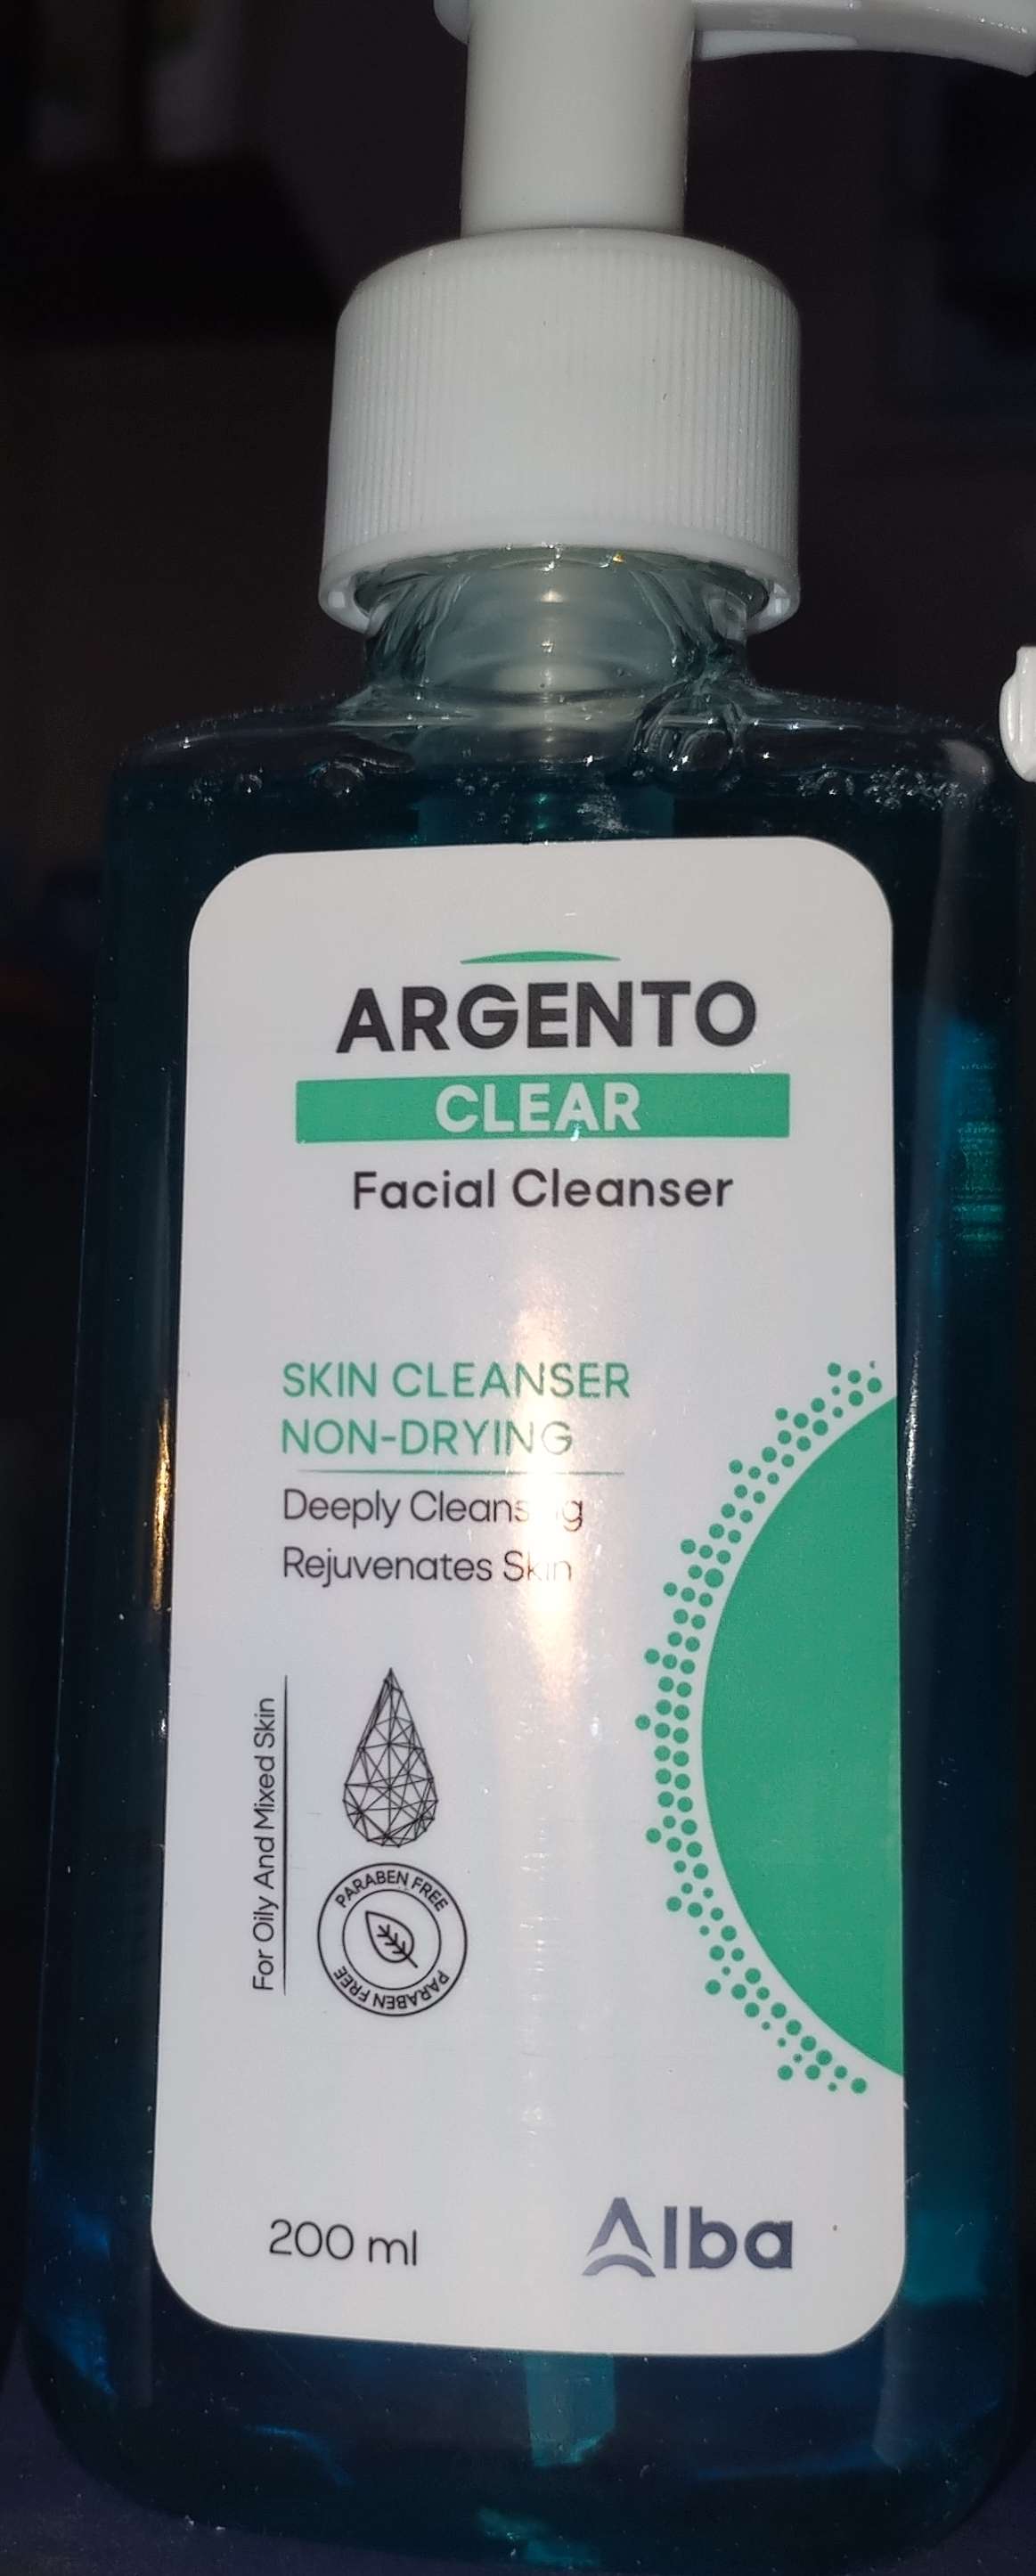 ARGENTO
CLEAR
Facial Cleanser
SKIN CLEANSER
NON-DRYING
Deeply Cleansing
Rejuvenates Skin
For Oily And Mixed Skin
PARABEN FREE
PARABEN FREE
200 ml
Alba